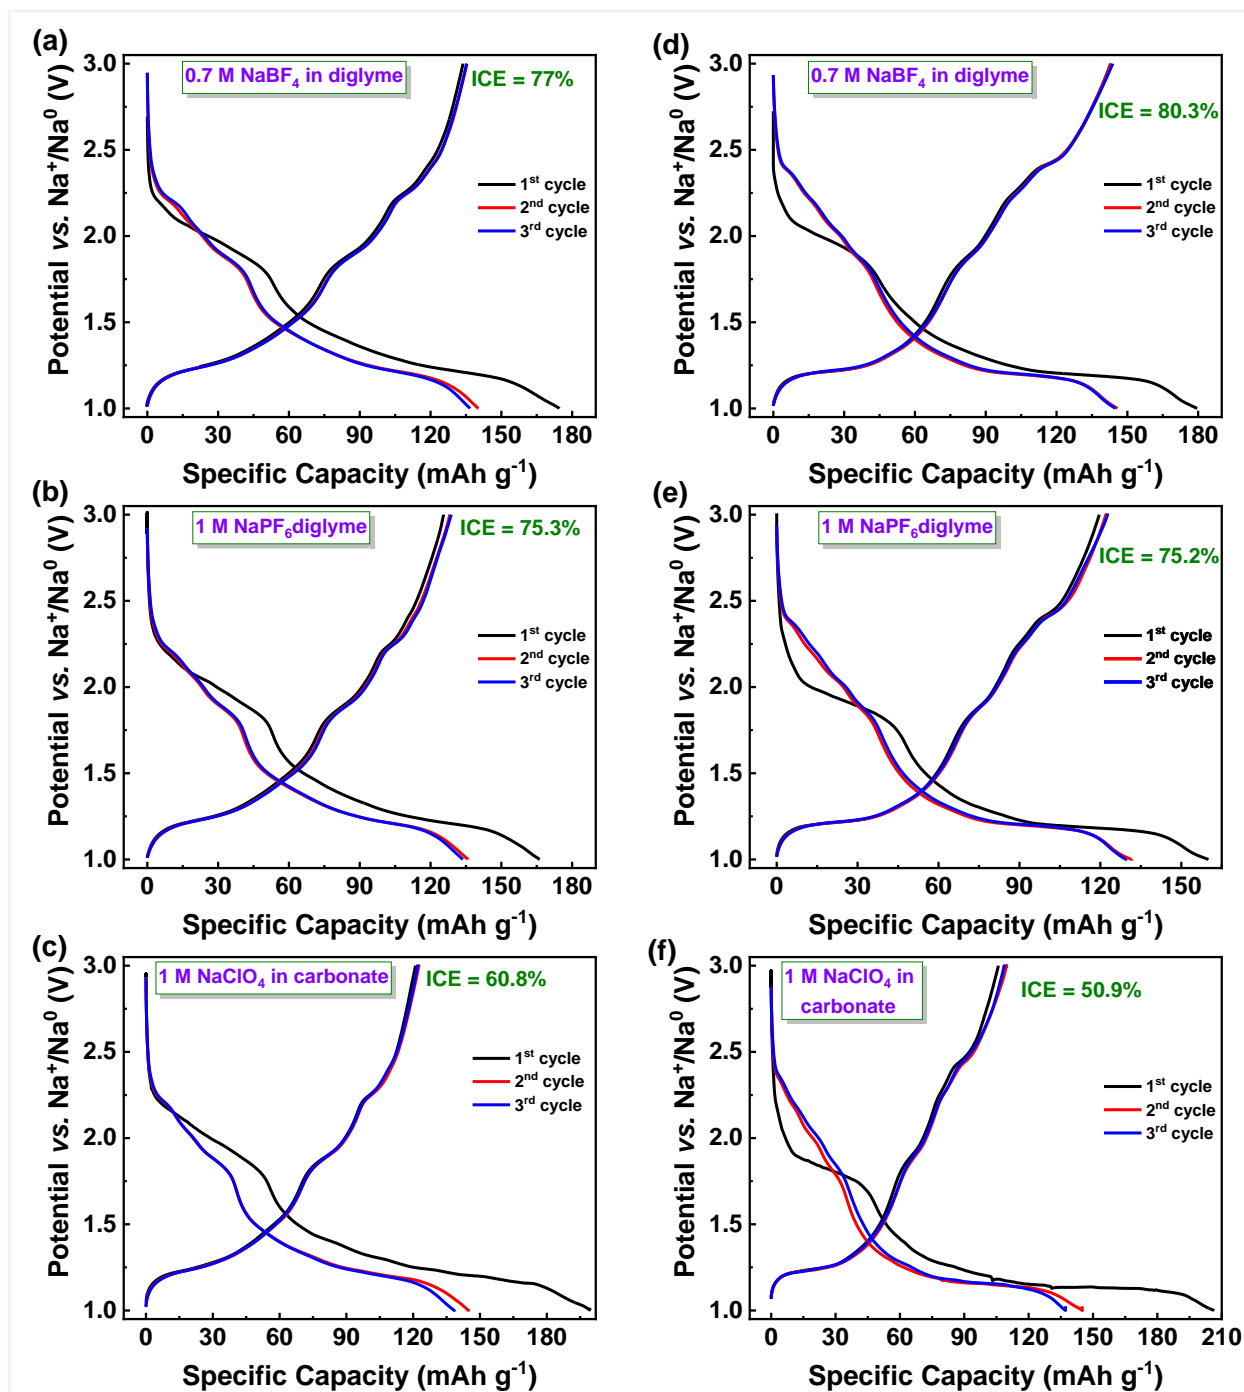 (a)
0.7 M NaBF4 in diglyme
ICE = 77%
1st cycle
2nd cycle
3rd cycle
Potential vs. Na+/Na0 (V)
3.0
2.5
2.0
1.5
1.0
0 30 60 90 120 150 180
Specific Capacity (mAh g-1)
(d)
0.7 M NaBF4 in diglyme
ICE = 80.3%
1st cycle
2nd cycle
3rd cycle
Potential vs. Na+/Na0 (V)
3.0
2.5
2.0
1.5
1.0
0 30 60 90 120 150 180
Specific Capacity (mAh g-1)
(b)
1 M NaPF6diglyme
ICE = 75.3%
1st cycle
2nd cycle
3rd cycle
Potential vs. Na+/Na0 (V)
3.0
2.5
2.0
1.5
1.0
0 30 60 90 120 150 180
Specific Capacity (mAh g-1)
(e)
1 M NaPF6diglyme
ICE = 75.2%
1st cycle
2nd cycle
3rd cycle
Potential vs. Na+/Na0 (V)
3.0
2.5
2.0
1.5
1.0
0 30 60 90 120 150
Specific Capacity (mAh g-1)
(c)
1 M NaClO4 in carbonate
ICE = 60.8%
1st cycle
2nd cycle
3rd cycle
Potential vs. Na+/Na0 (V)
3.0
2.5
2.0
1.5
1.0
0 30 60 90 120 150 180
Specific Capacity (mAh g-1)
(f)
1 M NaClO4 in
carbonate
ICE = 50.9%
1st cycle
2nd cycle
3rd cycle
Potential vs. Na+/Na0 (V)
3.0
2.5
2.0
1.5
1.0
0 30 60 90 120 150 180 210
Specific Capacity (mAh g-1)